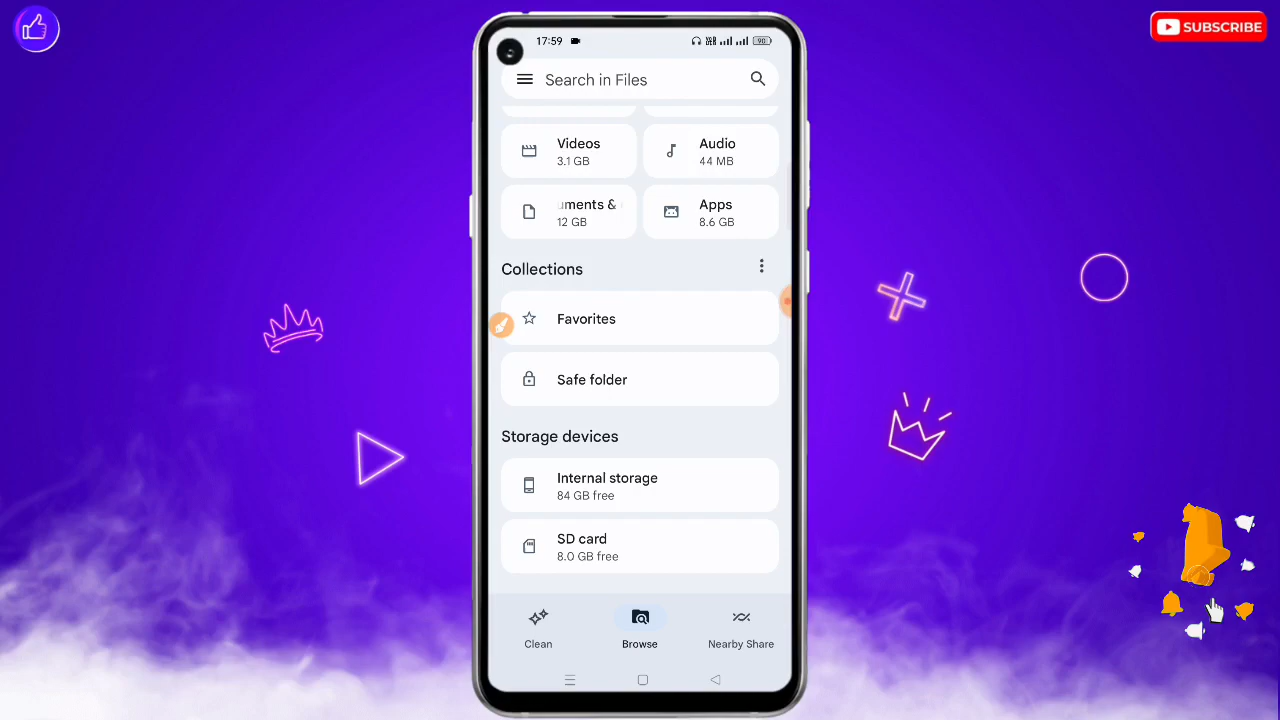 SUBSCRIBE
17:59
90
Search in Files
Videos
3.1 GB
Audio
44 MB
uments &
12 GB
Apps
8.6 GB
Collections
Favorites
Safe folder
Storage devices
Internal storage
84 GB free
SD card
8.0 GB free
Clean
Browse
Nearby Share